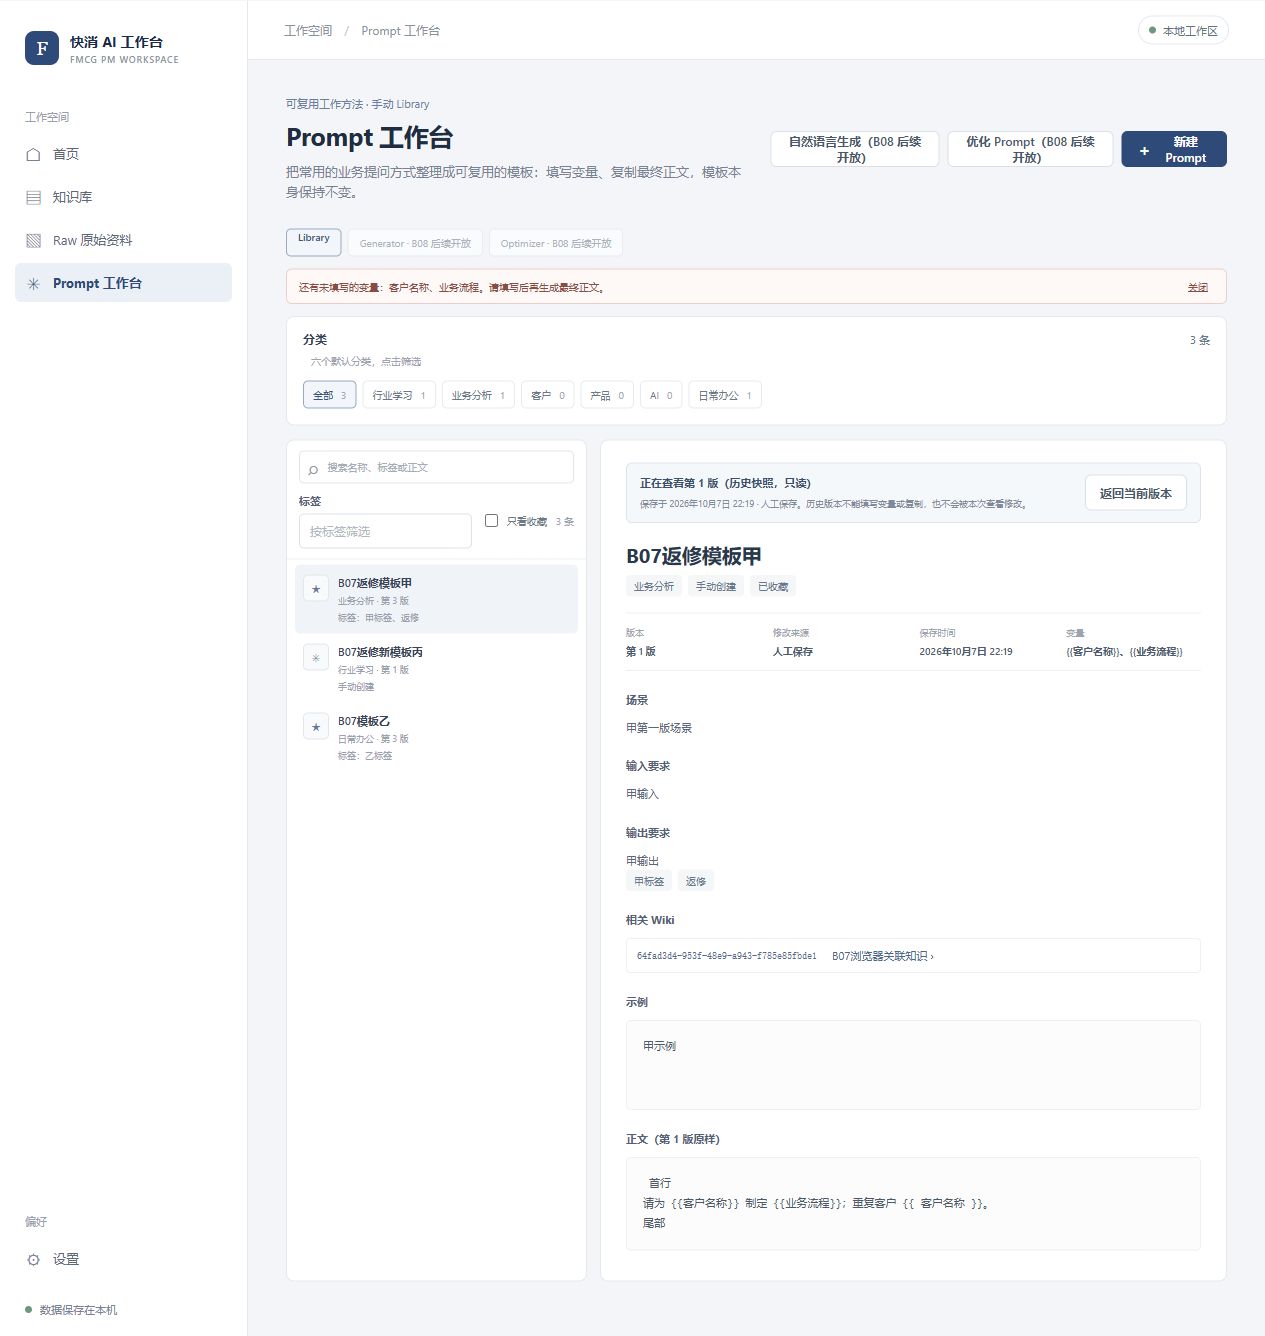 F
快消 AI 工作台
FMCG PM WORKSPACE
工作空间
首页
知识库
Raw 原始资料
Prompt 工作台
偏好
设置
数据保存在本机
工作空间 / Prompt 工作台
本地工作区
可复用工作方法 · 手动 Library
Prompt 工作台
把常用的业务提问方式整理成可复用的模板：填写变量、复制最终正文，模板本
身保持不变。
自然语言生成（B08 后续
开放）
优化 Prompt（B08 后续
开放）
+ 新建
Prompt
Library
Generator · B08 后续开放
Optimizer · B08 后续开放
还有未填写的变量：客户名称、业务流程。请填写后再生成最终正文。
关闭
分类
3 条
六个默认分类，点击筛选
全部 3
行业学习 1
业务分析 1
客户 0
产品 0
AI 0
日常办公 1
搜索名称、标签或正文
标签
按标签筛选
只看收藏
3 条
B07返修模板甲
业务分析 · 第 3 版
标签：甲标签、返修
B07返修新模板丙
行业学习 · 第 1 版
手动创建
B07模板乙
日常办公 · 第 3 版
标签：乙标签
正在查看第 1 版（历史快照，只读）
保存于 2026年10月7日 22:19 · 人工保存。历史版本不能填写变量或复制，也不会被本次查看修改。
返回当前版本
B07返修模板甲
业务分析
手动创建
已收藏
版本
第 1 版
修改来源
人工保存
保存时间
2026年10月7日 22:19
变量
{{客户名称}}、{{业务流程}}
场景
甲第一版场景
输入要求
甲输入
输出要求
甲输出
甲标签
返修
相关 Wiki
64fad3d4-953f-48e9-a943-f785e85fbde1 B07浏览器关联知识 ›
示例
甲示例
正文（第 1 版原样）
首行
请为 {{客户名称}} 制定 {{业务流程}}；重复客户 {{ 客户名称 }}。
尾部